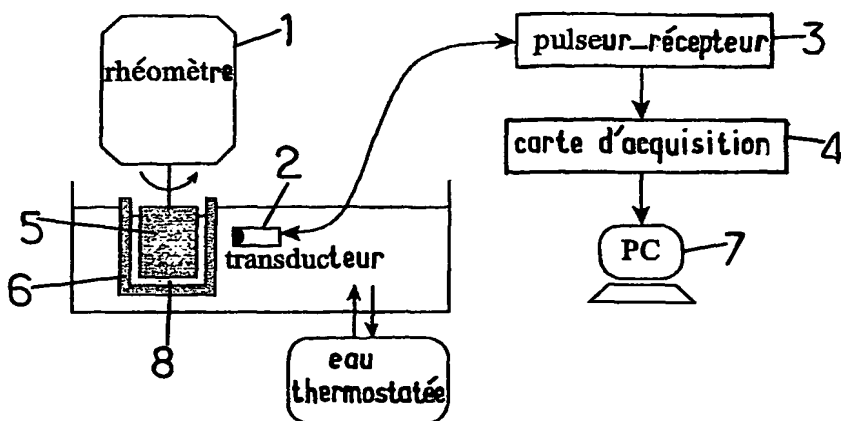 1
rhéomètre
pulseur_récepteur
3
carte d'acquisition
4
2
5
transducteur
6
PC
7
8
eau
thermostatée